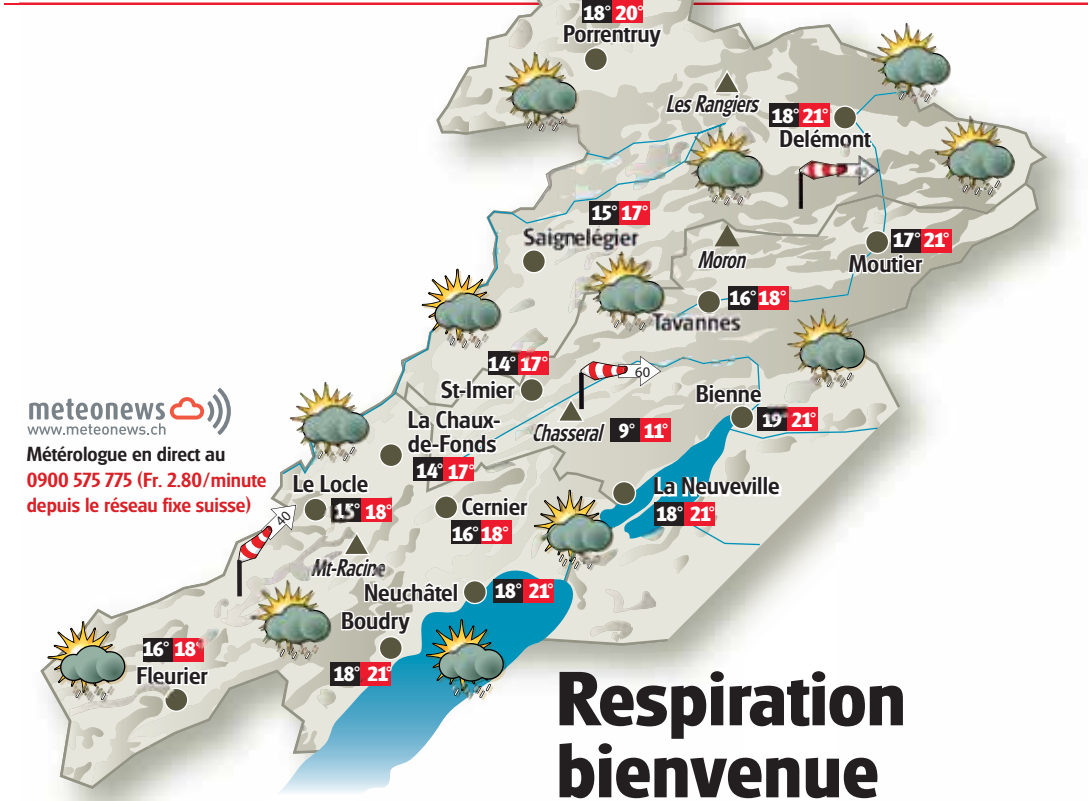 18° 20°
Porrentruy
Les Rangiers
18° 21°
Delémont
40
15° 17°
Saignelégier
Moron
17° 21°
Moutier
16° 18°
Tavannes
14° 17°
St-Imier
60
Bienne
19° 21°
Chasseral 9° 11°
meteonews
www.meteonews.ch
Météorologue en direct au
0900 575 775 (Fr. 2.80/minute
depuis le réseau fixe suisse)
La Chaux-
de-Fonds
14° 17°
Le Locle
15° 18°
40
Cernier
16° 18°
La Neuveville
18° 21°
Mt-Racine
Neuchâtel 18° 21°
Boudry
18° 21°
16° 18°
Fleurier
Respiration
bienvenue